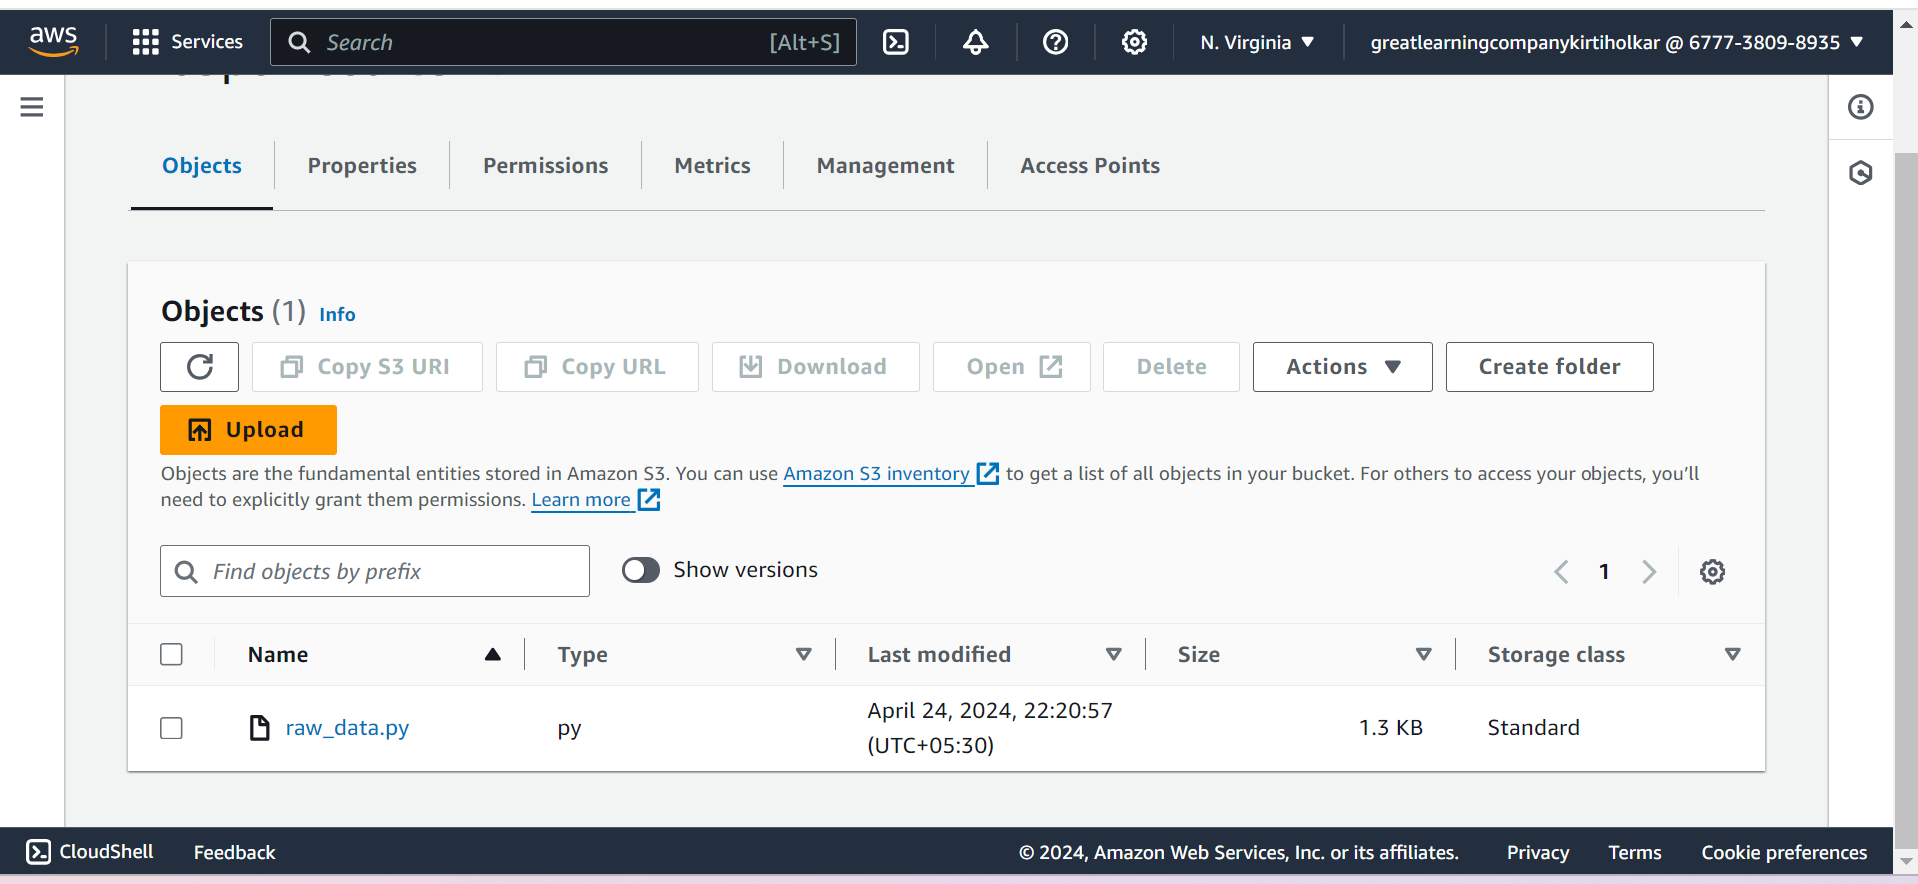 aws Services Search [Alt+S] N. Virginia greatlearningcompanykirtiholkar @ 6777-3809-8935
Objects Properties Permissions Metrics Management Access Points
Objects (1) Info
Copy S3 URI Copy URL Download Open Delete Actions Create folder
Upload
Objects are the fundamental entities stored in Amazon S3. You can use Amazon S3 inventory to get a list of all objects in your bucket. For others to access your objects, you'll
need to explicitly grant them permissions. Learn more
Find objects by prefix Show versions 1
Name Type Last modified Size Storage class
raw_data.py py April 24, 2024, 22:20:57 (UTC+05:30) 1.3 KB Standard
CloudShell Feedback © 2024, Amazon Web Services, Inc. or its affiliates. Privacy Terms Cookie preferences